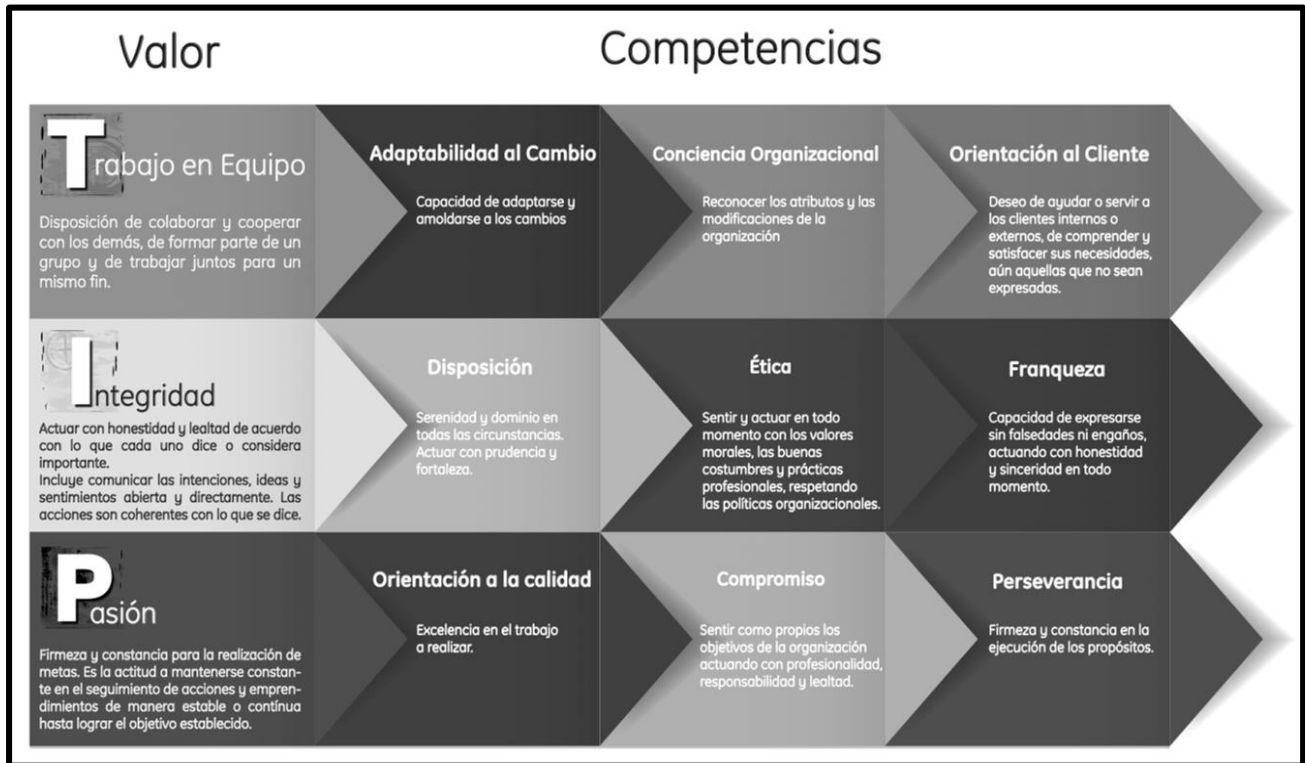 Valor
Competencias
Trabajo en Equipo
Disposición de colaborar y cooperar
con los demás, de formar parte de un
grupo y de trabajar juntos para un
mismo fin.
Adaptabilidad al Cambio
Capacidad de adaptarse y
amoldarse a los cambios
Conciencia Organizacional
Reconocer los atributos y las
modificaciones de la
organización
Orientación al Cliente
Deseo de ayudar o servir a
los clientes internos o
externos, de comprender y
satisfacer sus necesidades,
aún aquellas que no sean
expresadas.
Integridad
Actuar con honestidad y lealtad de acuerdo
con lo que cada uno dice o considera
importante.
Incluye comunicar las intenciones, ideas y
sentimientos abierta y directamente. Las
acciones son coherentes con lo que se dice.
Disposición
Serenidad y dominio en
todas las circunstancias.
Actuar con prudencia y
fortaleza.
Ética
Sentir y actuar en todo
momento con los valores
morales, las buenas
costumbres y prácticas
profesionales, respetando
las políticas organizacionales.
Franqueza
Capacidad de expresarse
sin falsedades ni engaños,
actuando con honestidad
y sinceridad en todo
momento.
Pasión
Firmeza y constancia para la realización de
metas. Es la actitud a mantenerse constan-
te en el seguimiento de acciones y empren-
dimientos de manera estable o contínua
hasta lograr el objetivo establecido.
Orientación a la calidad
Excelencia en el trabajo
a realizar.
Compromiso
Sentir como propios los
objetivos de la organización
actuando con profesionalidad,
responsabilidad y lealtad.
Perseverancia
Firmeza y constancia en la
ejecución de los propósitos.